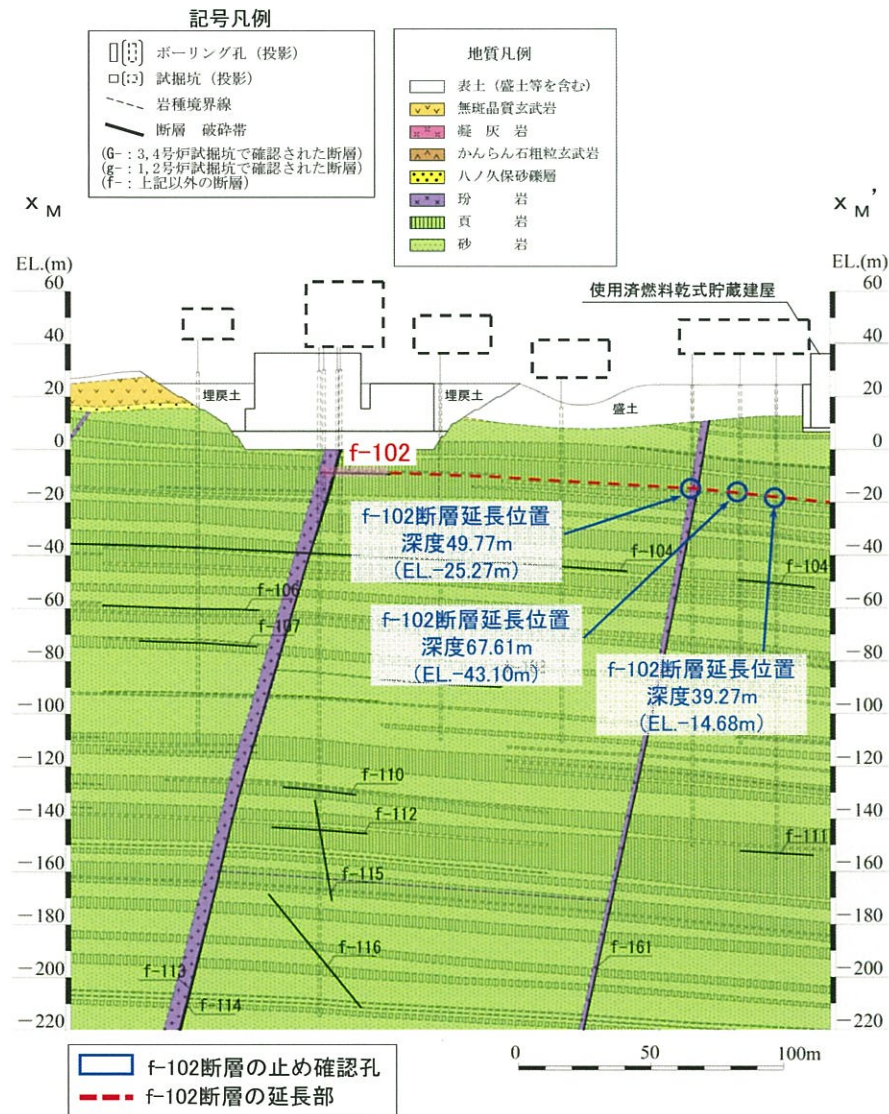 記号凡例
ボーリング孔 (投影)
試掘坑 (投影)
岩種境界線
断層 破砕帯
(G-:3,4号炉試掘坑で確認された断層)
(g-:1,2号炉試掘坑で確認された断層)
(f-:上記以外の断層)
地質凡例
表土 (盛土等を含む)
無斑晶質玄武岩
凝灰岩
かんらん石粗粒玄武岩
八ノ久保砂礫層
玢岩
頁岩
砂岩
XM
XM'
EL.(m)
EL.(m)
使用済燃料乾式貯蔵建屋
60
60
40
40
20
20
埋戻土
埋戻土
盛土
0
0
f-102
-20
-20
f-102断層延長位置
深度49.77m
(EL.-25.27m)
-40
-40
f-104
f-104
f-106
-60
-60
f-102断層延長位置
深度67.61m
(EL.-43.10m)
f-107
-80
-80
f-102断層延長位置
深度39.27m
(EL.-14.68m)
-100
-100
-120
-120
f-110
-140
-140
f-112
f-111
-160
-160
f-115
-180
-180
f-116
f-161
-200
-200
f-113
f-114
-220
-220
f-102断層の止め確認孔
f-102断層の延長部
0 50 100m